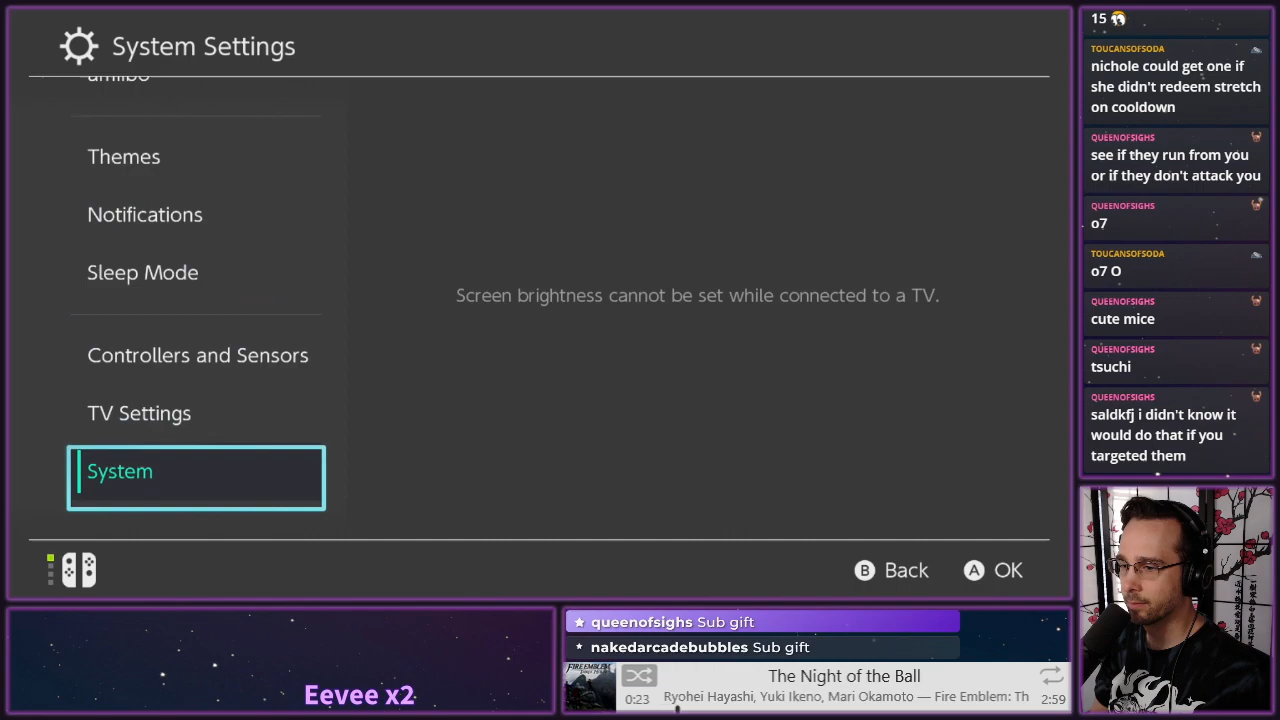 System Settings
amiibo
Themes
Notifications
Sleep Mode
Controllers and Sensors
TV Settings
System
Screen brightness cannot be set while connected to a TV.
B Back
A OK
15
TOUCANSOFSODA
nichole could get one if
she didn't redeem stretch
on cooldown
QUEENOFSIGHS
see if they run from you
or if they don't attack you
QUEENOFSIGHS
o7
TOUCANSOFSODA
o7 O
QUEENOFSIGHS
cute mice
QUEENOFSIGHS
tsuchi
QUEENOFSIGHS
saldkfj i didn't know it
would do that if you
targeted them
Eevee x2
queenofsighs Sub gift
nakedarcadebubbles Sub gift
FIRE EMBLEM
The Night of the Ball
0:23
Ryohei Hayashi, Yuki Ikeno, Mari Okamoto — Fire Emblem: Th
2:59